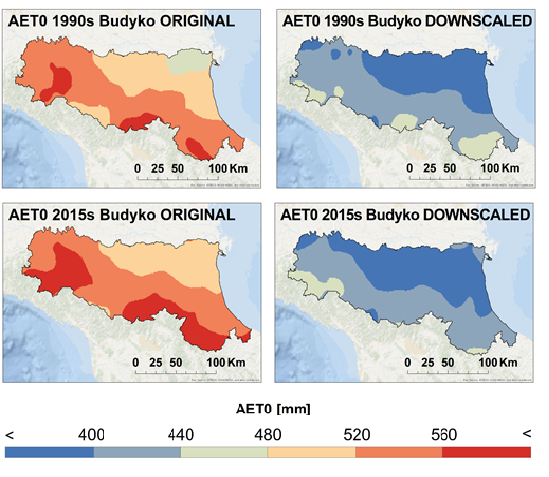 AET0 1990s Budyko ORIGINAL
0 25 50 100 Km
AET0 1990s Budyko DOWNSCALED
0 25 50 100 Km
AET0 2015s Budyko ORIGINAL
0 25 50 100 Km
AET0 2015s Budyko DOWNSCALED
0 25 50 100 Km
AET0 [mm]
< 400 440 480 520 560 <